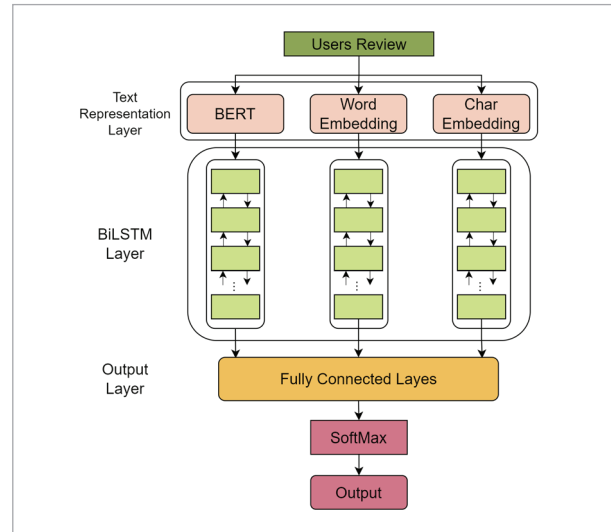 Users Review
Text
Representation
Layer
BERT
Word
Embedding
Char
Embedding
BiLSTM
Layer
⋮
⋮
⋮
Output
Layer
Fully Connected Layes
SoftMax
Output